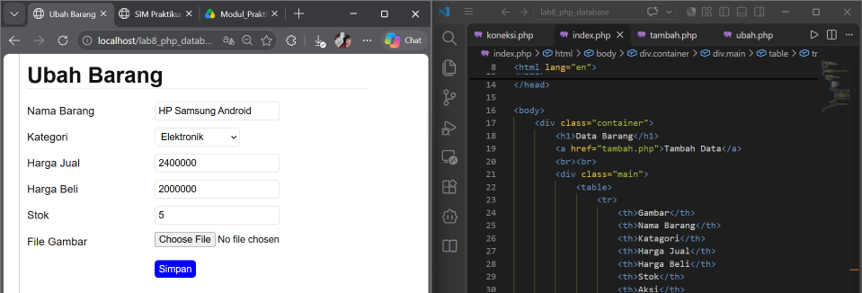 Ubah Barang
SIM Praktikum
Modul_Prakti
localhost/lab8_php_datab...
Chat
Ubah Barang
Nama Barang
HP Samsung Android
Kategori
Elektronik
Harga Jual
2400000
Harga Beli
2000000
Stok
5
File Gambar
Choose File No file chosen
Simpan
lab8_php_database
koneksi.php
index.php
tambah.php
ubah.php
index.php > html > body > div.container > div.main > table > tr
8 <html lang="en">
14 </head>
15
16 <body>
17 <div class="container">
18 <h1>Data Barang</h1>
19 <a href="tambah.php">Tambah Data</a>
20 <br><br>
21 <div class="main">
22 <table>
23 <tr>
24 <th>Gambar</th>
25 <th>Nama Barang</th>
26 <th>Katagori</th>
27 <th>Harga Jual</th>
28 <th>Harga Beli</th>
29 <th>Stok</th>
30 <th>Aksi</th>